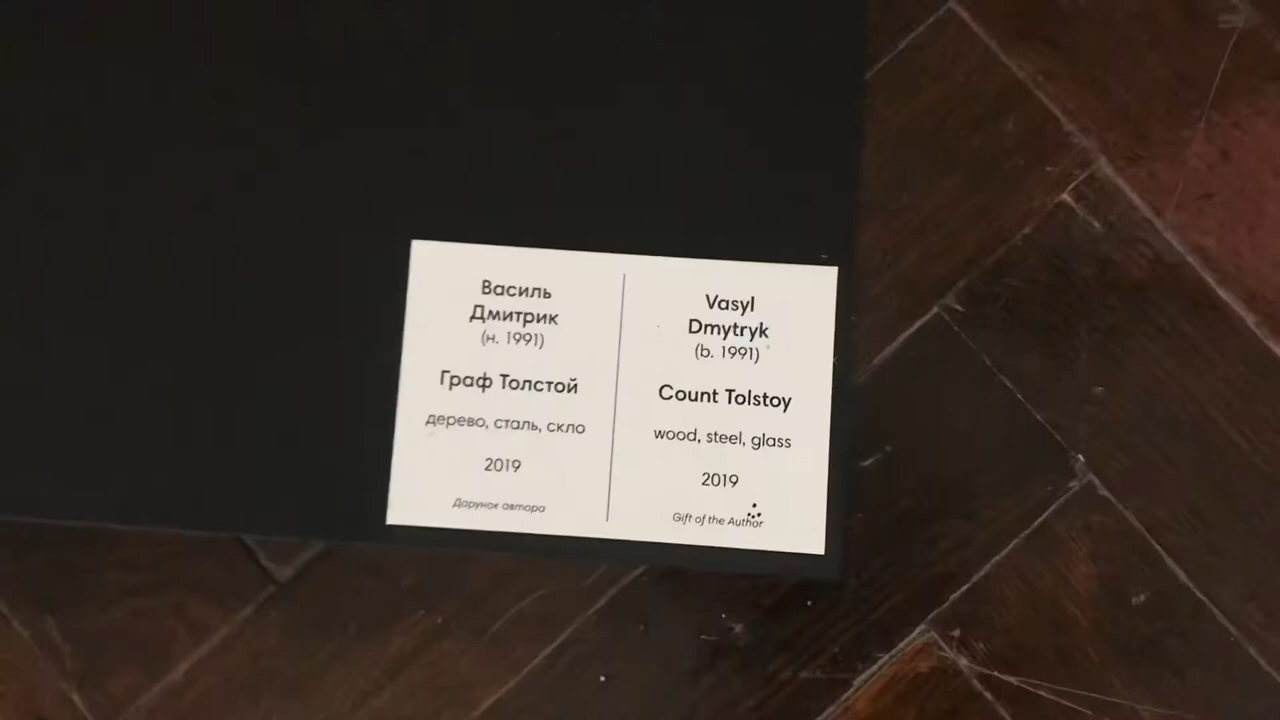 Василь
Дмитрик
(н. 1991)
Граф Толстой
дерево, сталь, скло
2019
Дарунок автора
Vasyl
Dmytryk
(b. 1991)
Count Tolstoy
wood, steel, glass
2019
Gift of the Author